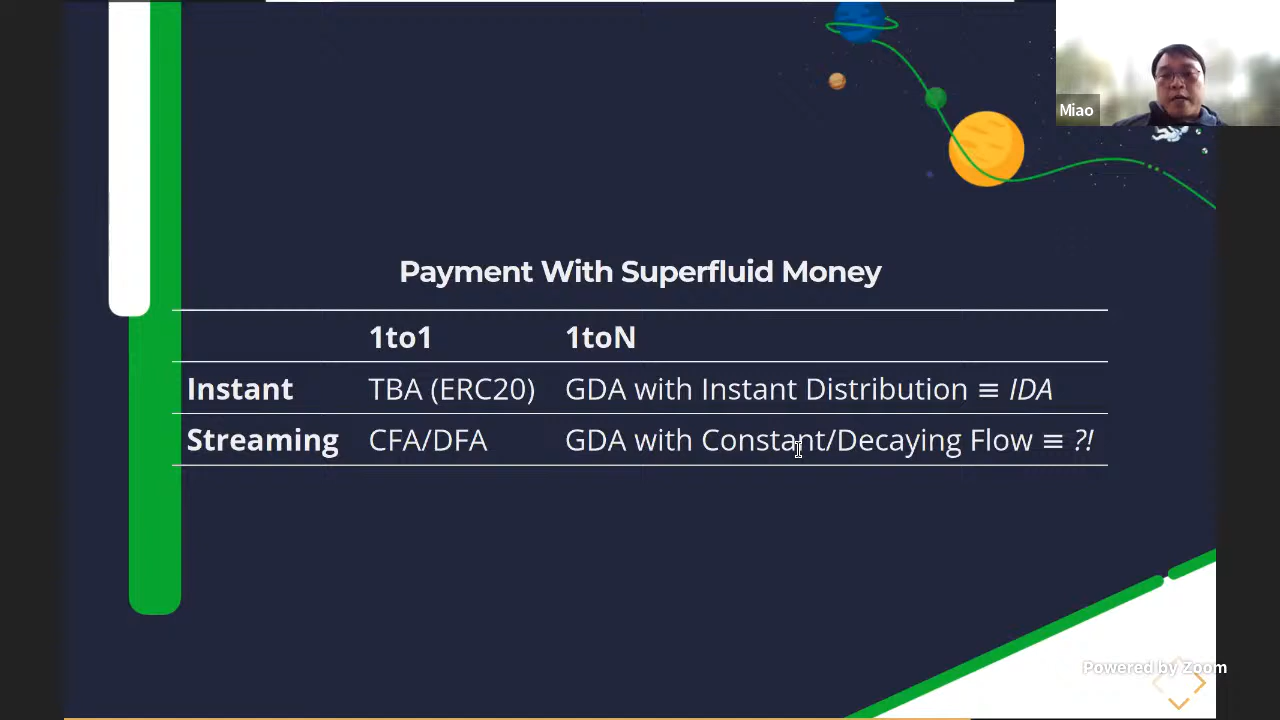 Miao
Payment With Superfluid Money
1to1 1toN
Instant TBA (ERC20) GDA with Instant Distribution ≡ IDA
Streaming CFA/DFA GDA with Constant/Decaying Flow ≡ ?!
Powered by Zoom